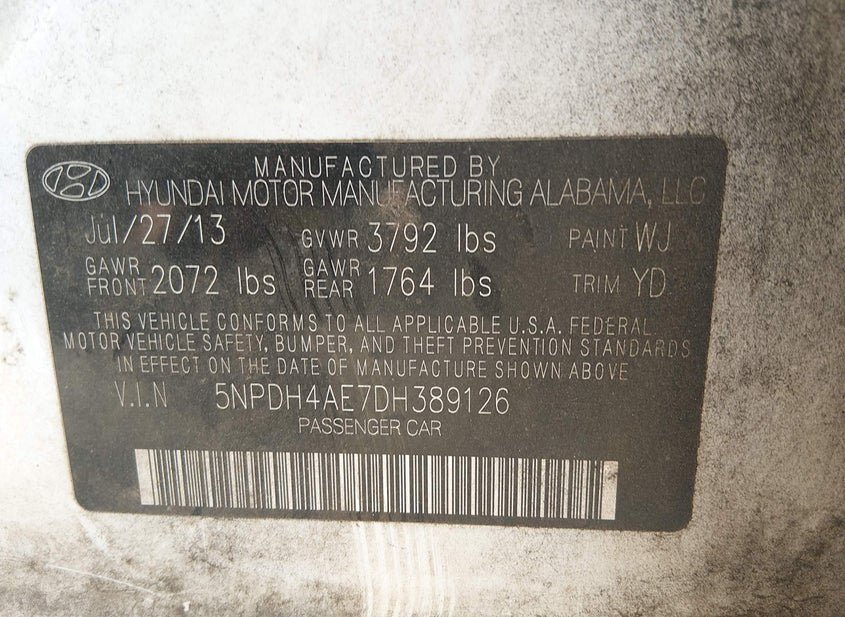 MANUFACTURED BY
HYUNDAI MOTOR MANUFACTURING ALABAMA, LLC
Jul/27/13 GVWR 3792 lbs PAINT WJ
GAWR FRONT 2072 lbs GAWR REAR 1764 lbs TRIM YD
THIS VEHICLE CONFORMS TO ALL APPLICABLE U.S.A. FEDERAL
MOTOR VEHICLE SAFETY, BUMPER, AND THEFT PREVENTION STANDARDS
IN EFFECT ON THE DATE OF MANUFACTURE SHOWN ABOVE
V.I.N 5NPDH4AE7DH389126
PASSENGER CAR